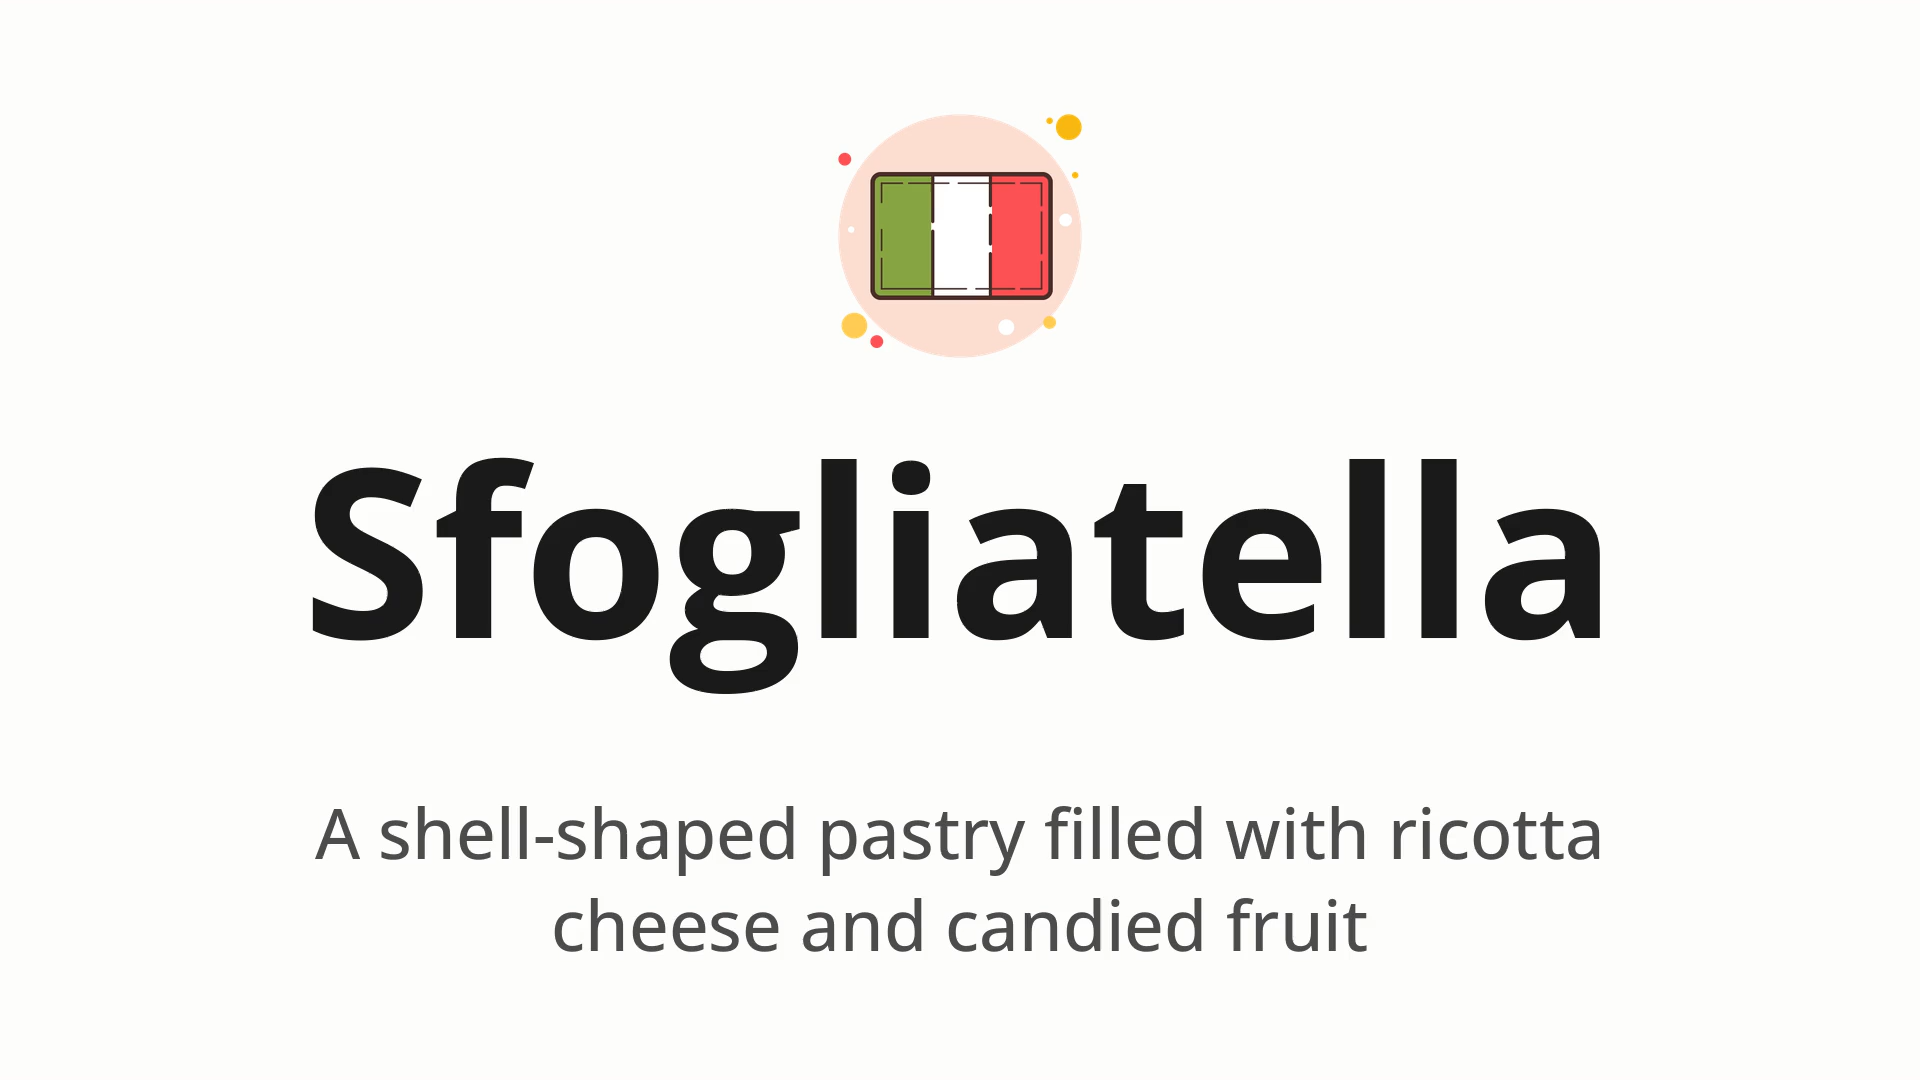 Sfogliatella
A shell-shaped pastry filled with ricotta
cheese and candied fruit